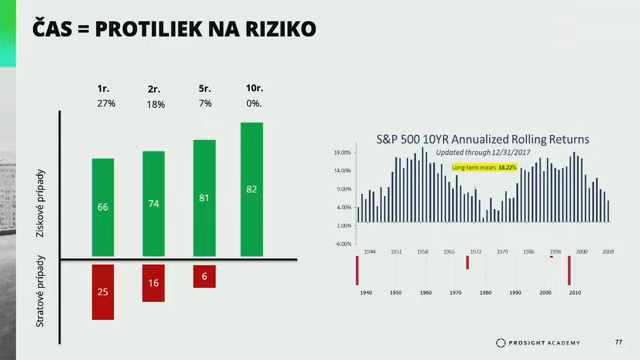 ČAS = PROTILIEK NA RIZIKO
1r. 2r. 5r. 10r.
27% 18% 7% 0%.
Ziskové prípady
66 74 81 82
Stratové prípady
25 16 6
S&P 500 10YR Annualized Rolling Returns
Updated through 12/31/2017
Long-term mean: 10.22%
19.00%
14.00%
9.00%
4.00%
1.00%
-6.00%
1944 1951 1958 1965 1972 1979 1986 1993 2000 2009
1940 1950 1960 1970 1980 1990 2000 2010
PROSIGHT ACADEMY
77